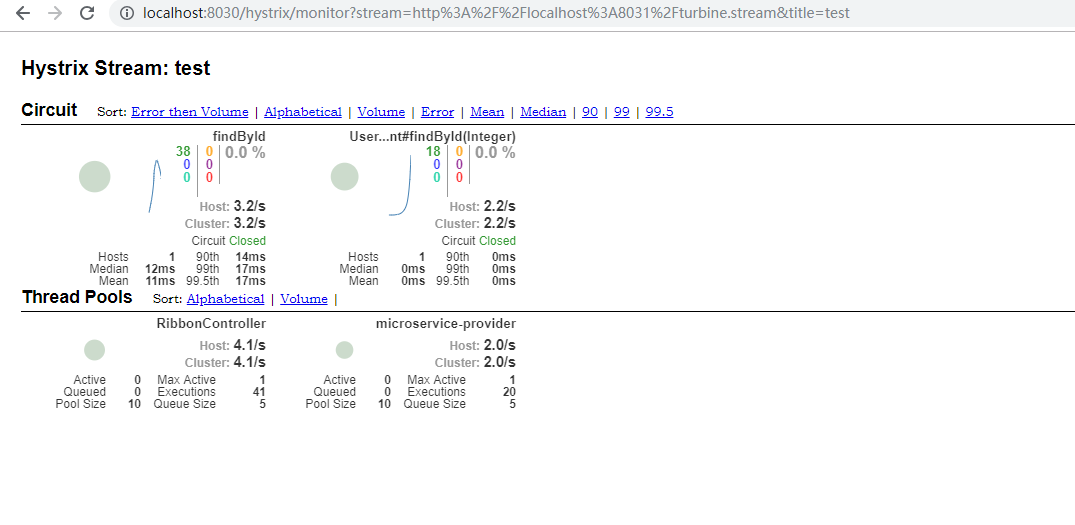 localhost:8030/hystrix/monitor?stream=http%3A%2F%2Flocalhost%3A8031%2Fturbine.stream&title=test
Hystrix Stream: test
Circuit Sort: Error then Volume | Alphabetical | Volume | Error | Mean | Median | 90 | 99 | 99.5
findById
38 0 0.0 %
0 0
0 0
Host: 3.2/s
Cluster: 3.2/s
Circuit Closed
Hosts 1 90th 14ms
Median 12ms 99th 17ms
Mean 11ms 99.5th 17ms
User...nt#findById(Integer)
18 0 0.0 %
0 0
0 0
Host: 2.2/s
Cluster: 2.2/s
Circuit Closed
Hosts 1 90th 0ms
Median 0ms 99th 0ms
Mean 0ms 99.5th 0ms
Thread Pools Sort: Alphabetical | Volume |
RibbonController
Host: 4.1/s
Cluster: 4.1/s
Active 0 Max Active 1
Queued 0 Executions 41
Pool Size 10 Queue Size 5
microservice-provider
Host: 2.0/s
Cluster: 2.0/s
Active 0 Max Active 1
Queued 0 Executions 20
Pool Size 10 Queue Size 5